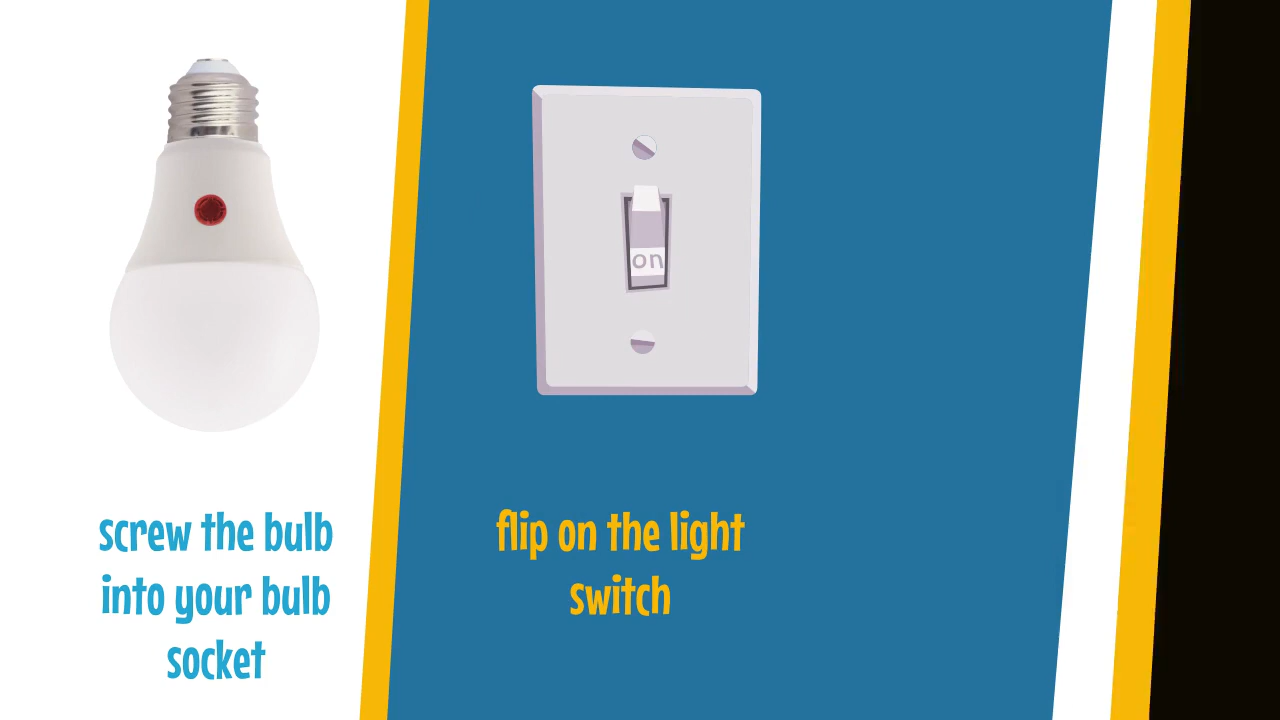 screw the bulb
into your bulb
socket
on
flip on the light
switch